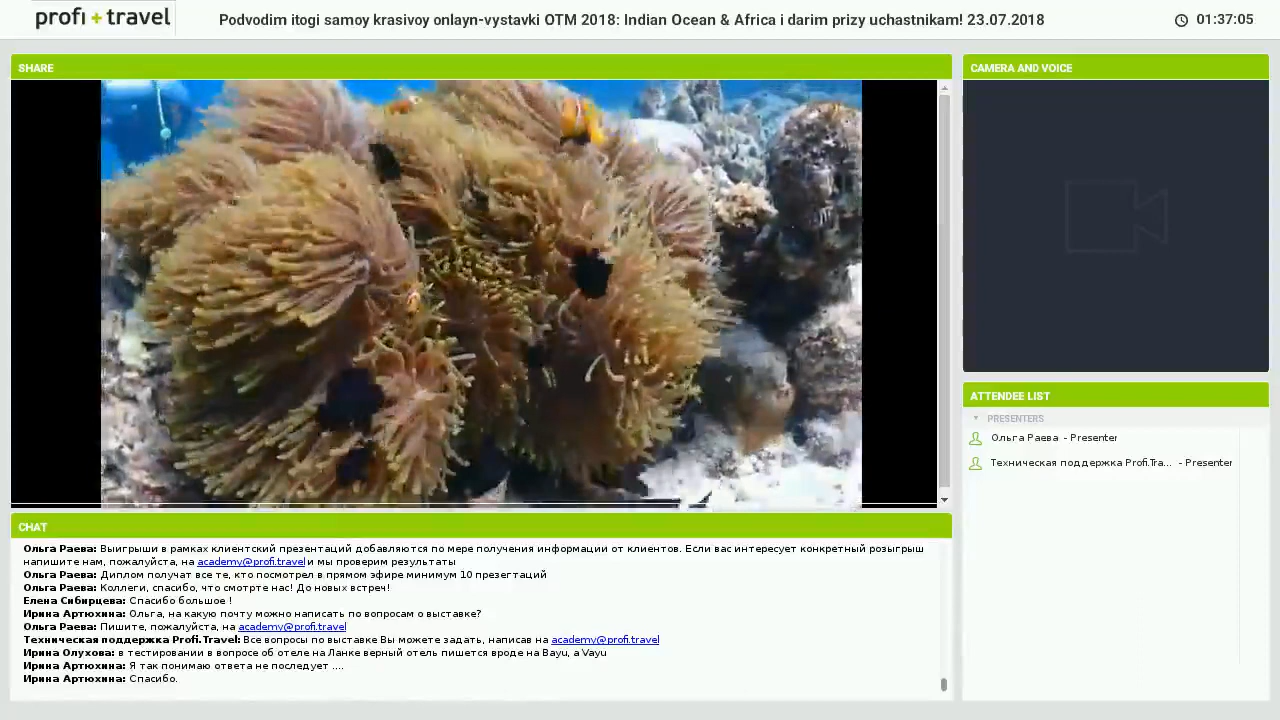 profi + travel
Podvodim itogi samoy krasivoy onlayn-vystavki OTM 2018: Indian Ocean & Africa i darim prizy uchastnikam! 23.07.2018
01:37:05
SHARE
CAMERA AND VOICE
ATTENDEE LIST
PRESENTERS
Ольга Раева - Presenter
Техническая поддержка Profi.Tra... - Presenter
CHAT
Ольга Раева: Выигрыши в рамках клиентский презентаций добавляются по мере получения информации от клиентов. Если вас интересует конкретный розыгрыш
напишите нам, пожалуйста, на academy@profi.travel и мы проверим результаты
Ольга Раева: Диплом получат все те, кто посмотрел в прямом эфире минимум 10 презегтаций
Ольга Раева: Коллеги, спасибо, что смотрте нас! До новых встреч!
Елена Сибирцева: Спасибо большое !
Ирина Артюхина: Ольга, на какую почту можно написать по вопросам о выставке?
Ольга Раева: Пишите, пожалуйста, на academy@profi.travel
Техническая поддержка Profi.Travel: Все вопросы по выставке Вы можете задать, написав на academy@profi.travel
Ирина Олухова: в тестировании в вопросе об отеле на Ланке верный отель пишется вроде на Bayu, а Vayu
Ирина Артюхина: Я так понимаю ответа не последует ....
Ирина Артюхина: Спасибо.